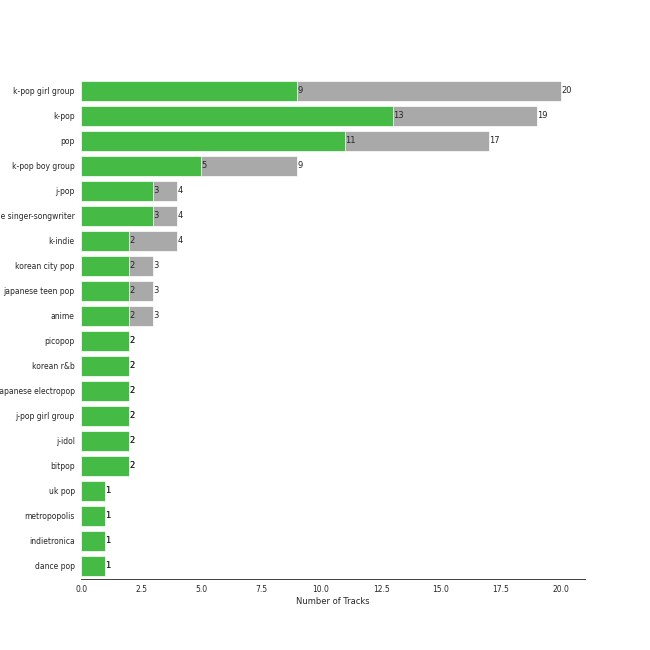 k-pop girl group 9 20
k-pop 13 19
pop 11 17
k-pop boy group 5 9
j-pop 3 4
e singer-songwriter 3 4
k-indie 2 4
korean city pop 2 3
japanese teen pop 2 3
anime 2 3
picopop 2
korean r&b 2
apanese electropop 2
j-pop girl group 2
j-idol 2
bitpop 2
uk pop 1
metropopolis 1
indietronica 1
dance pop 1
0.0 2.5 5.0 7.5 10.0 12.5 15.0 17.5 20.0
Number of Tracks